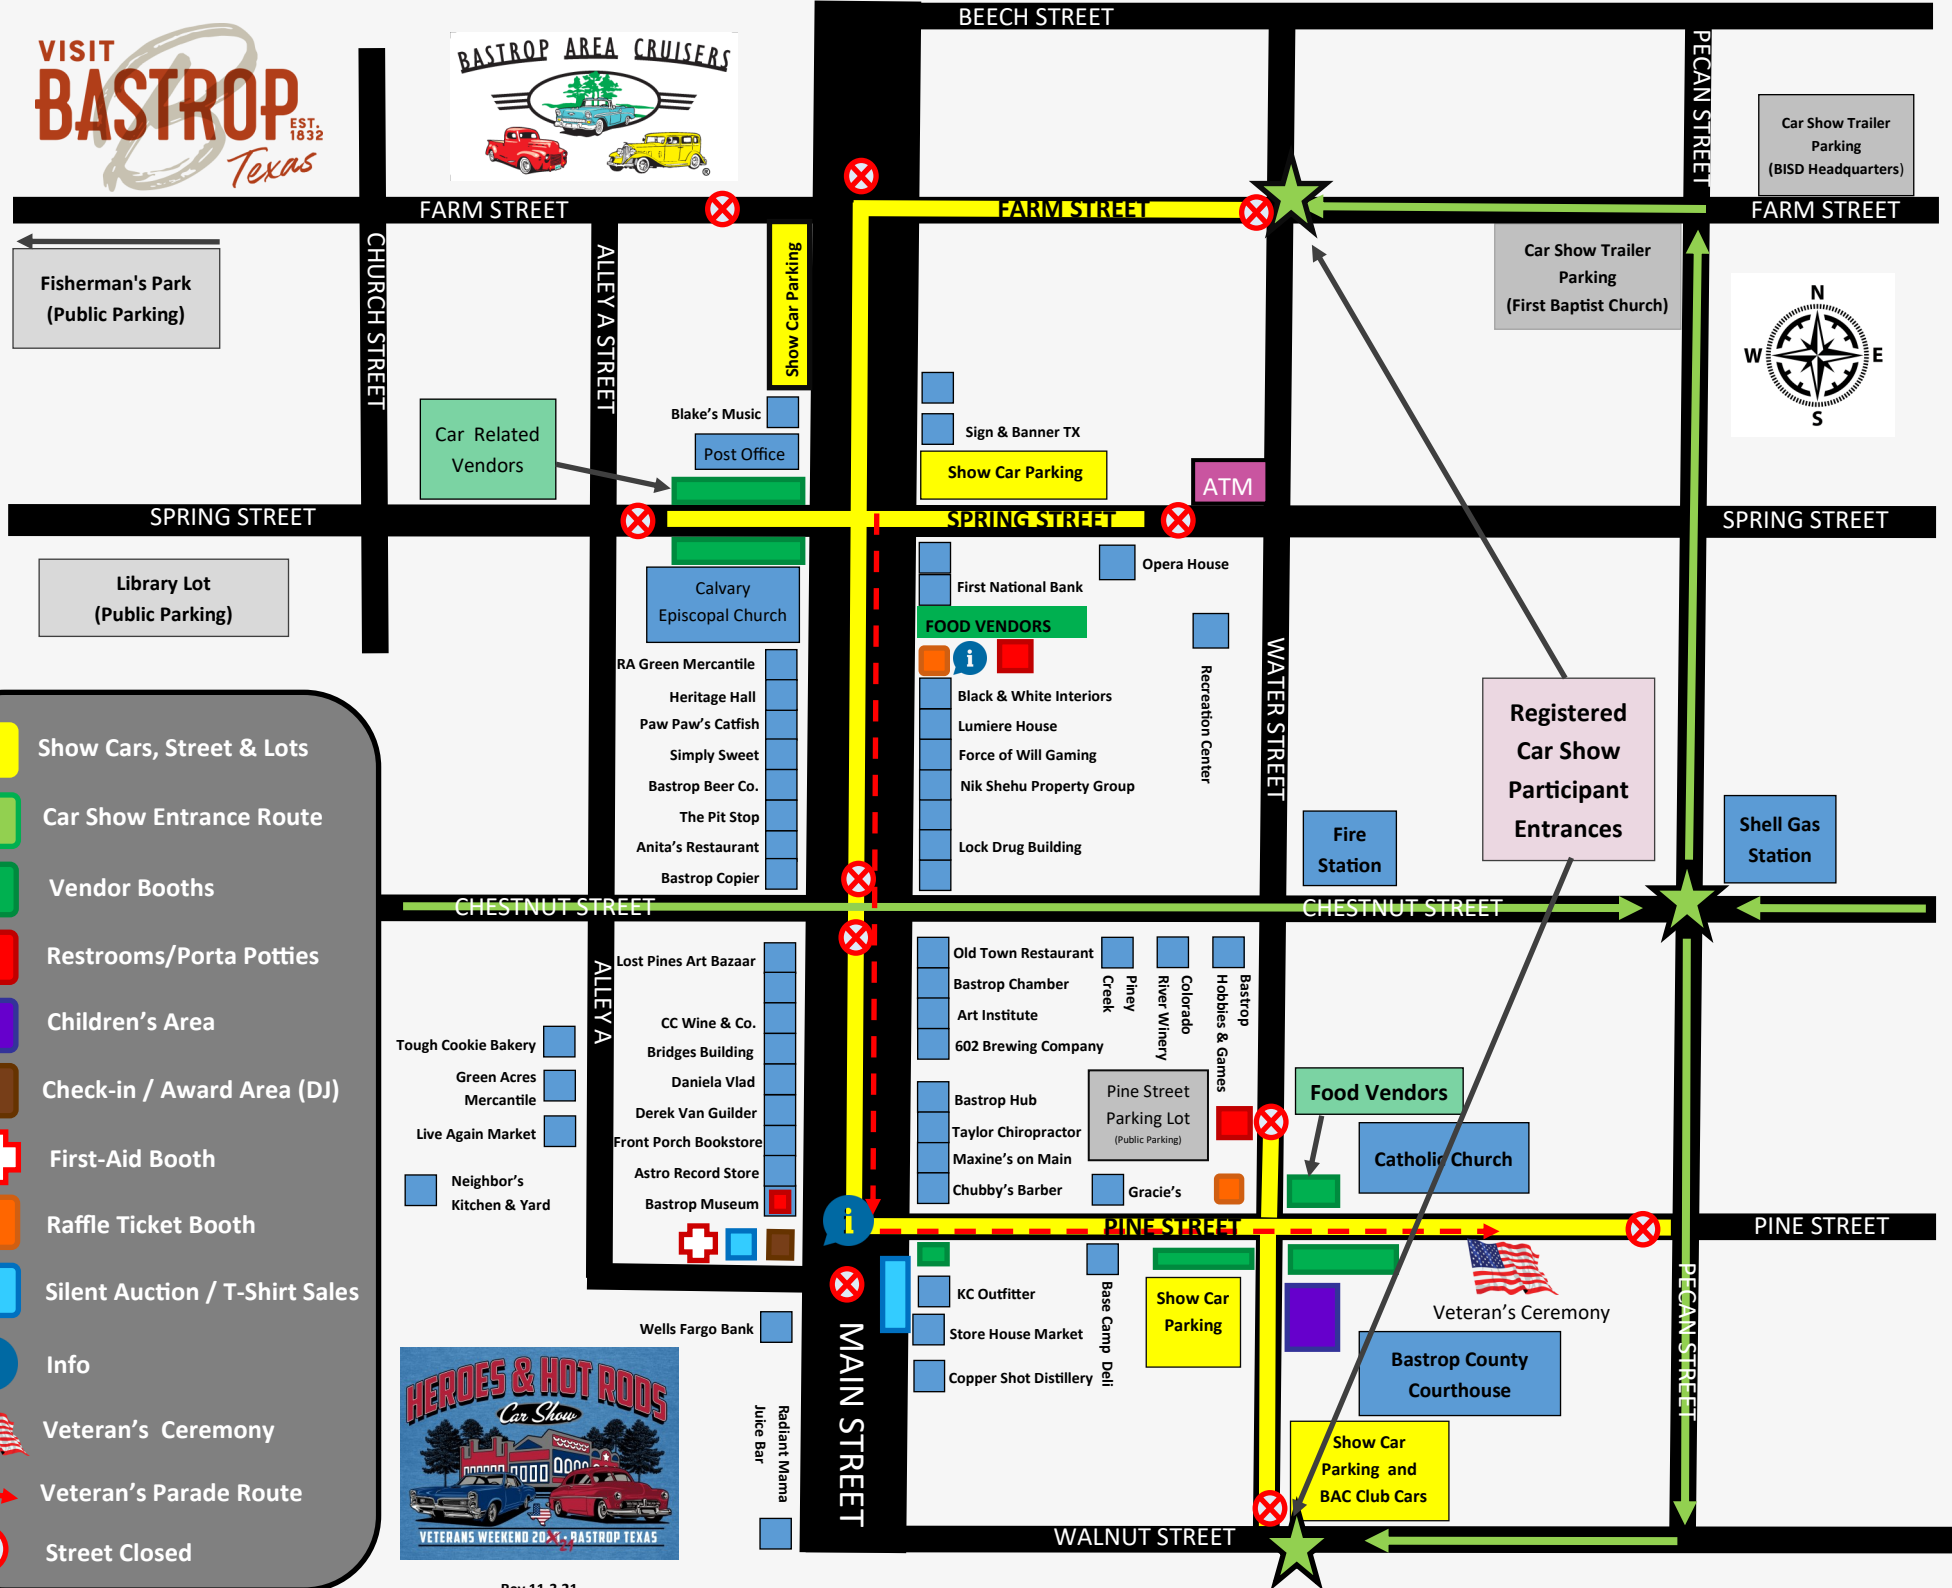 BEECH STREET
VISIT
BASTROP
EST.
1832
Texas
BASTROP AREA CRUISERS
®
PECAN STREET
Car Show Trailer
Parking
(BISD Headquarters)
FARM STREET
FARM STREET
FARM STREET
Fisherman's Park
(Public Parking)
CHURCH STREET
ALLEY A STREET
Show Car Parking
Car Show Trailer
Parking
(First Baptist Church)
N
W
E
S
Blake's Music
Post Office
Car Related
Vendors
Sign & Banner TX
Show Car Parking
ATM
SPRING STREET
SPRING STREET
SPRING STREET
Library Lot
(Public Parking)
Calvary
Episcopal Church
First National Bank
Opera House
FOOD VENDORS
i
Recreation Center
WATER STREET
RA Green Mercantile
Heritage Hall
Paw Paw's Catfish
Simply Sweet
Bastrop Beer Co.
The Pit Stop
Anita's Restaurant
Bastrop Copier
Black & White Interiors
Lumiere House
Force of Will Gaming
Nik Shehu Property Group
Lock Drug Building
Registered
Car Show
Participant
Entrances
Fire
Station
Shell Gas
Station
CHESTNUT STREET
CHESTNUT STREET
Show Cars, Street & Lots
Car Show Entrance Route
Vendor Booths
Restrooms/Porta Potties
Children's Area
Check-in / Award Area (DJ)
First-Aid Booth
Raffle Ticket Booth
Silent Auction / T-Shirt Sales
Info
Veteran's Ceremony
Veteran's Parade Route
Street Closed
ALLEY A
Lost Pines Art Bazaar
CC Wine & Co.
Bridges Building
Daniela Vlad
Derek Van Guilder
Front Porch Bookstore
Astro Record Store
Bastrop Museum
Tough Cookie Bakery
Green Acres
Mercantile
Live Again Market
Neighbor's
Kitchen & Yard
Old Town Restaurant
Bastrop Chamber
Art Institute
602 Brewing Company
Piney
Creek
Colorado
River Winery
Bastrop
Hobbies & Games
Bastrop Hub
Taylor Chiropractor
Maxine's on Main
Chubby's Barber
Pine Street
Parking Lot
(Public Parking)
Gracie's
Food Vendors
Catholic Church
i
PINE STREET
PINE STREET
KC Outfitter
Store House Market
Copper Shot Distillery
Base Camp Deli
Show Car
Parking
Veteran's Ceremony
Bastrop County
Courthouse
PECAN STREET
Show Car
Parking and
BAC Club Cars
Wells Fargo Bank
Radiant Mama
Juice Bar
MAIN STREET
WALNUT STREET
HEROES & HOT RODS
Car Show
VETERANS WEEKEND 20 21 · BASTROP TEXAS
Rev 11-2-21